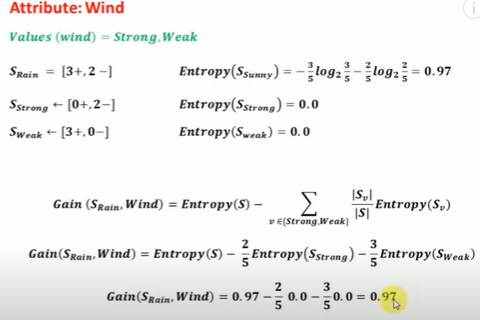 Attribute: Wind
Values (wind) = Strong, Weak
S_Rain = [3+, 2 −] Entropy(S_Sunny) = −3/5 log₂ 3/5 − 2/5 log₂ 2/5 = 0.97
S_Strong ← [0+, 2−] Entropy(S_Strong) = 0.0
S_Weak ← [3+, 0−] Entropy(S_weak) = 0.0
Gain (S_Rain, Wind) = Entropy(S) − ∑ v∈{Strong,Weak} |S_v|/|S| Entropy(S_v)
Gain(S_Rain, Wind) = Entropy(S) − 2/5 Entropy(S_Strong) − 3/5 Entropy(S_Weak)
Gain(S_Rain, Wind) = 0.97 − 2/5 0.0 − 3/5 0.0 = 0.97